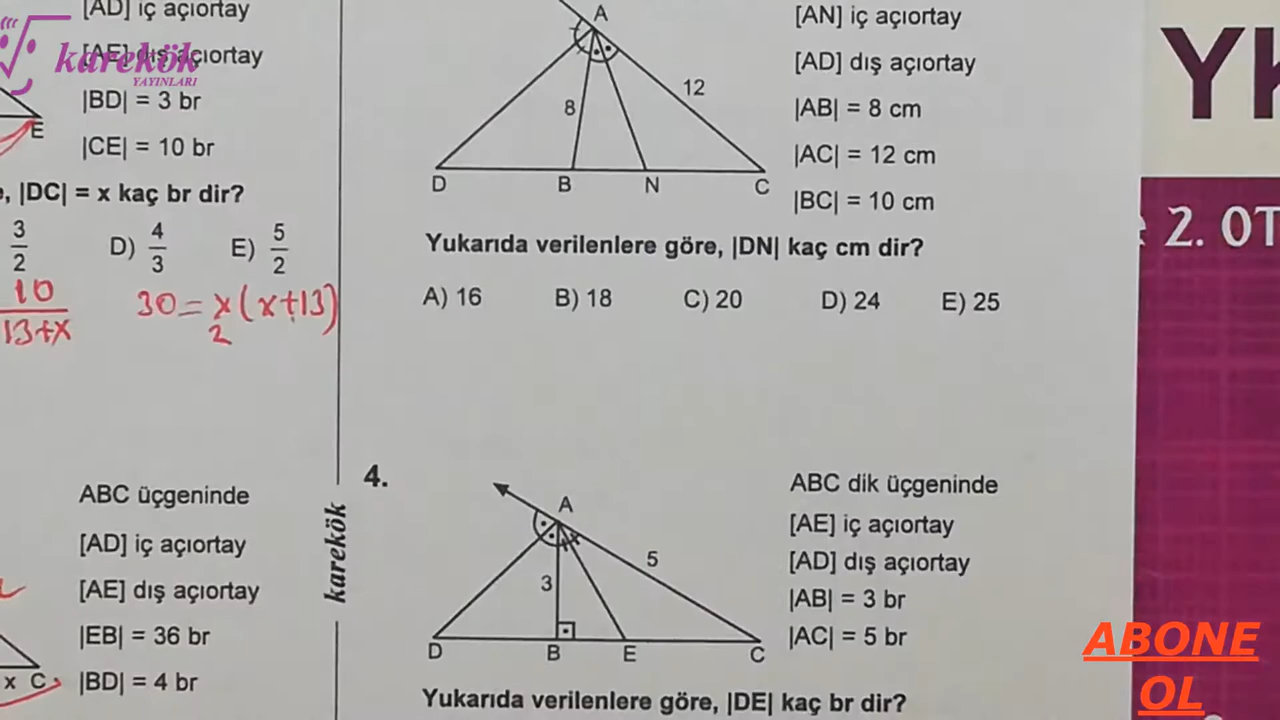 [AD] iç açıortay
[AE] dış açıortay
karekök
YAYINLARI
|BD| = 3 br
|CE| = 10 br
E
, |DC| = x kaç br dir?
3/2 D) 4/3 E) 5/2
10/13+x 30 = x(x+13)
2
ABC üçgeninde
[AD] iç açıortay
[AE] dış açıortay
|EB| = 36 br
|BD| = 4 br
x C
karekök
A
8
12
D B N C
[AN] iç açıortay
[AD] dış açıortay
|AB| = 8 cm
|AC| = 12 cm
|BC| = 10 cm
Yukarıda verilenlere göre, |DN| kaç cm dir?
A) 16 B) 18 C) 20 D) 24 E) 25
4.
A
3
5
D B E C
ABC dik üçgeninde
[AE] iç açıortay
[AD] dış açıortay
|AB| = 3 br
|AC| = 5 br
Yukarıda verilenlere göre, |DE| kaç br dir?
YK
2. OT
ABONE
OL